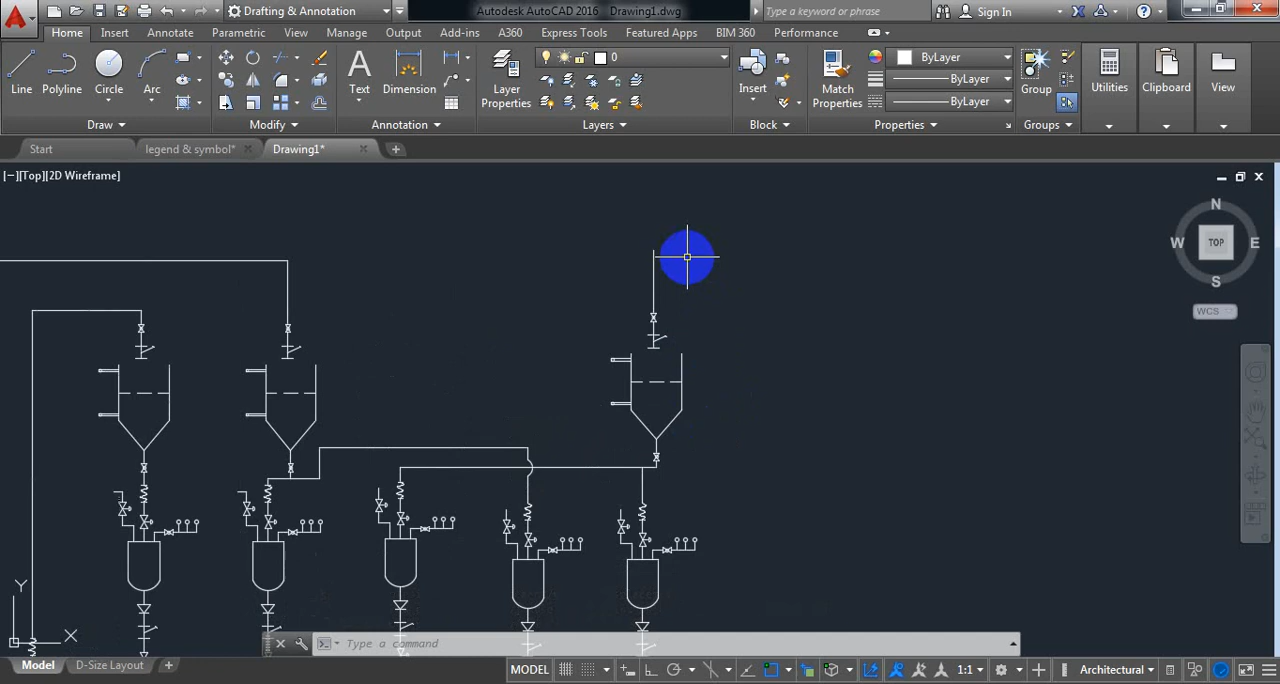 Drafting & Annotation
Autodesk AutoCAD 2016 Drawing1.dwg
Type a keyword or phrase
Sign In
Home Insert Annotate Parametric View Manage Output Add-ins A360 Express Tools Featured Apps BIM 360 Performance
0
ByLayer
ByLayer
ByLayer
Line Polyline Circle Arc Text Dimension Layer Properties Insert Match Properties Group Utilities Clipboard View
Draw Modify Annotation Layers Block Properties Groups
Start legend & symbol* Drawing1*
[−][Top][2D Wireframe]
N
W TOP E
S
WCS
Y
X
Type a command
Model D-Size Layout MODEL 1:1 Architectural